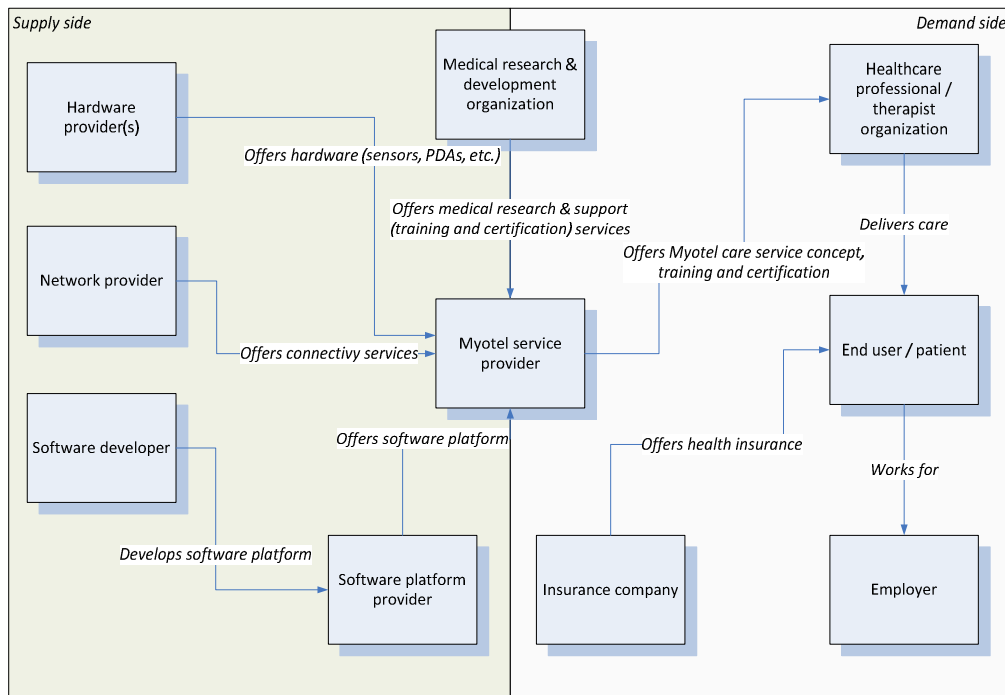 Supply side
Demand side
Medical research &
development
organization
Healthcare
professional /
therapist
organization
Hardware
provider(s)
Offers hardware (sensors, PDAs, etc.)
Offers medical research & support
(training and certification) services
Delivers care
Offers Myotel care service concept,
training and certification
Network provider
Offers connectivy services
Myotel service
provider
End user / patient
Software developer
Offers software platform
Offers health insurance
Works for
Develops software platform
Software platform
provider
Insurance company
Employer